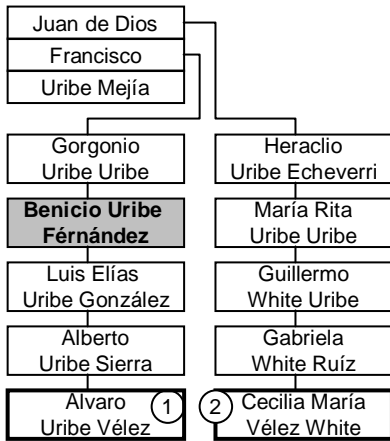 Juan de Dios
Francisco
Uribe Mejía
Gorgonio
Uribe Uribe
Heraclio
Uribe Echeverri
Benicio Uribe
Férnández
María Rita
Uribe Uribe
Luis Elías
Uribe González
Guillermo
White Uribe
Alberto
Uribe Sierra
Gabriela
White Ruíz
Alvaro
Uribe Vélez
1
2
Cecilia María
Vélez White